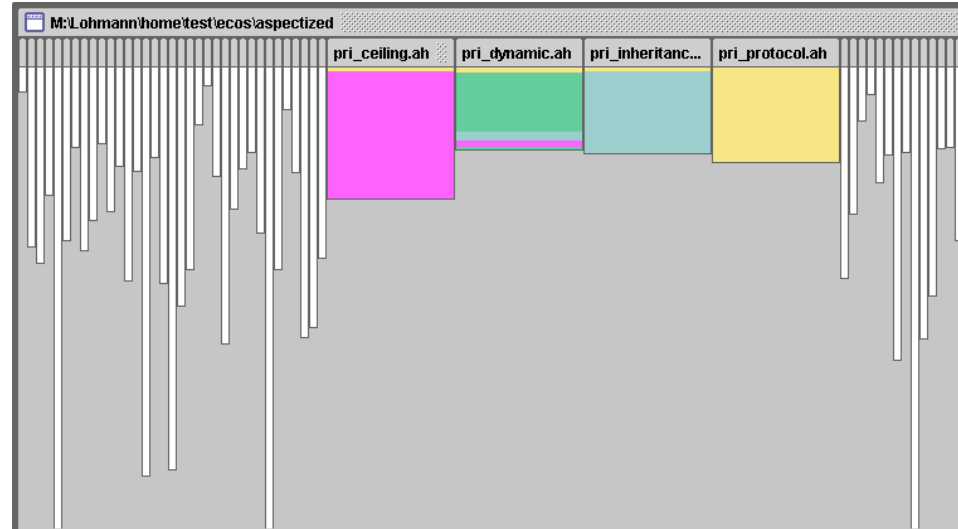 M:\Lohmann\home\test\ecos\aspectized
pri_ceiling.ah pri_dynamic.ah pri_inheritanc... pri_protocol.ah